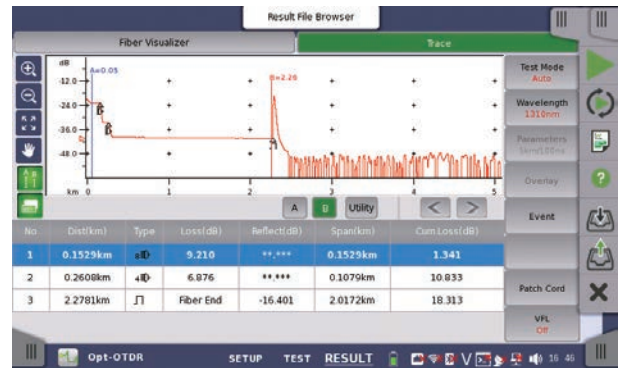 Result File Browser
Fiber Visualizer Trace
dB
-12.0
-24.0
-36.0
-48.0
A=0.05
B=2.26
km 0 1 2 3 4 5
A B Utility < >
No Dist(km) Type Loss(dB) Reflect(dB) Span(km) Cum.Loss(dB)
1 0.1529km 9.210 **.*** 0.1529km 1.341
2 0.2608km 6.876 **.*** 0.1079km 10.833
3 2.2781km Fiber End -16.401 2.0172km 18.313
Test Mode
Auto
Wavelength
1310nm
Parameters
Overlay
Event
Patch Cord
VFL
Off
Opt-OTDR SETUP TEST RESULT 16 46